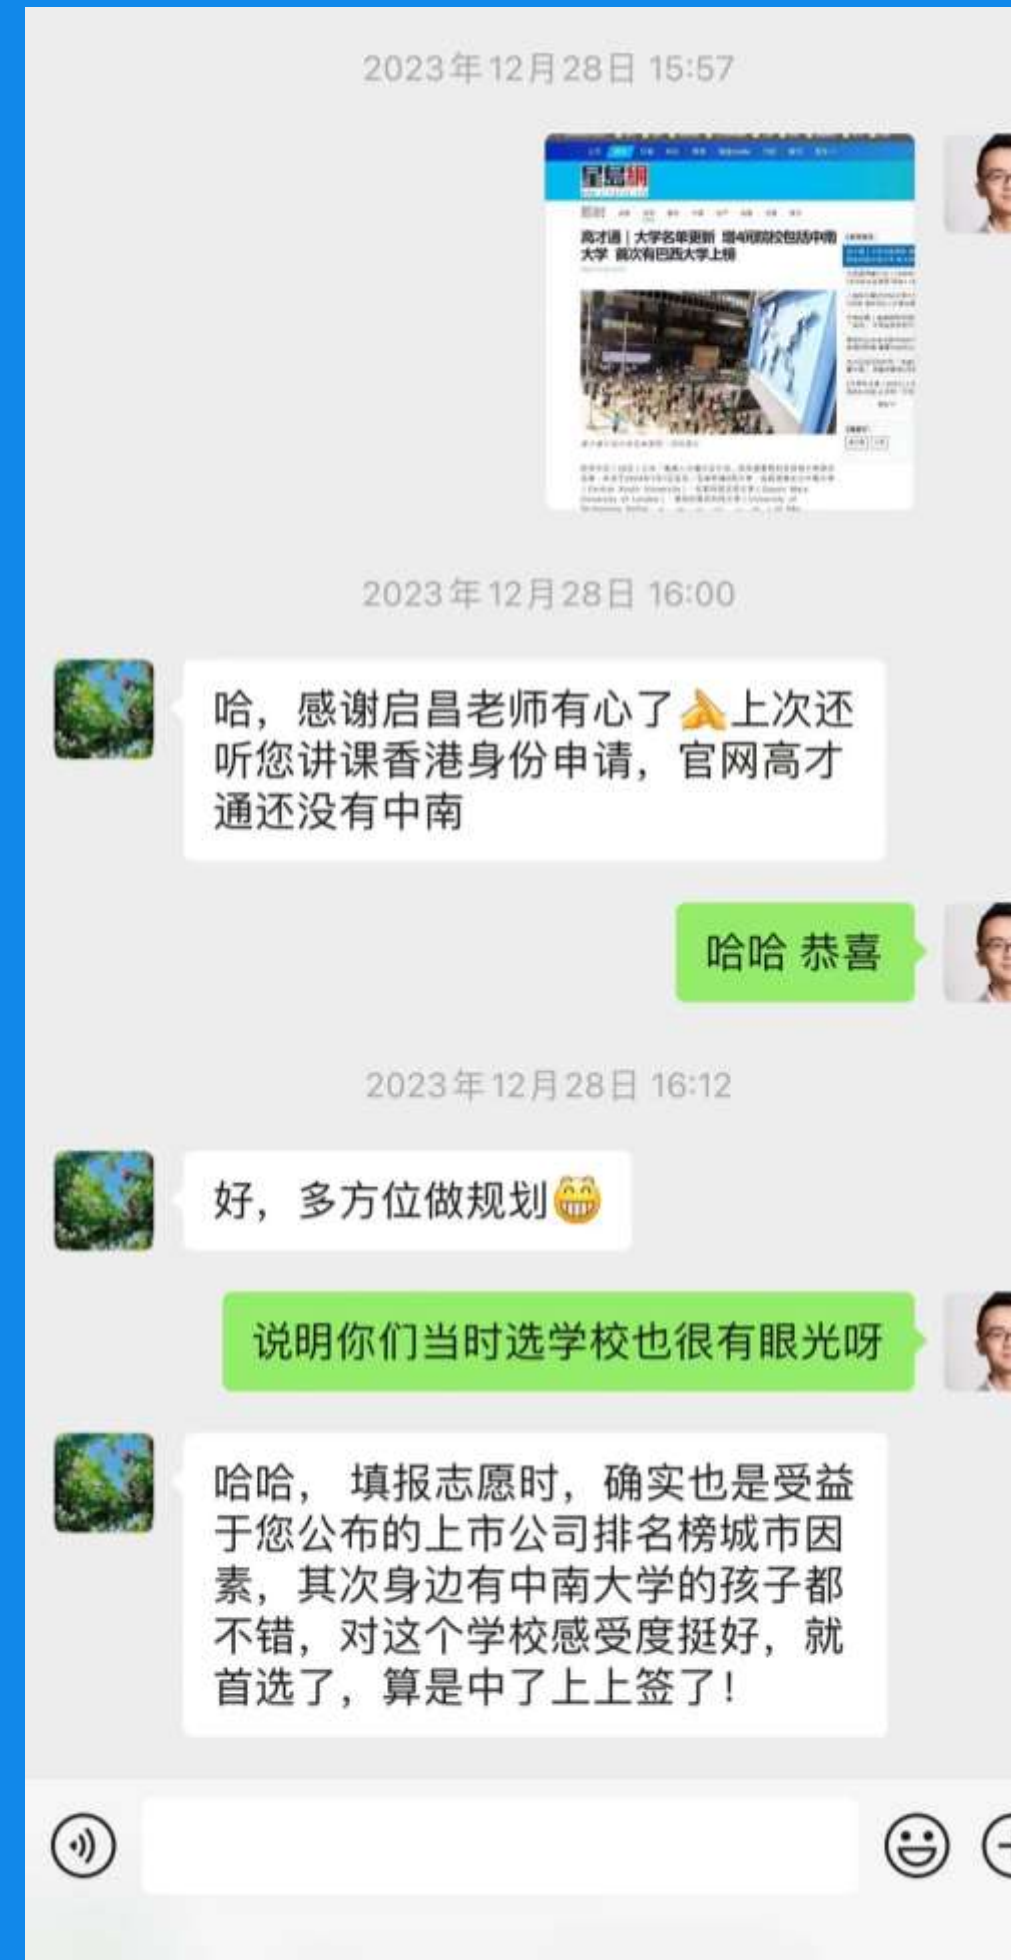 2023年12月28日 15:57
星岛网
高才通｜大学名单更新 增4间院校包括中南
大学 首次有巴西大学上榜
2023年12月28日 16:00
哈，感谢启昌老师有心了🙏上次还
听您讲课香港身份申请，官网高才
通还没有中南
哈哈 恭喜
2023年12月28日 16:12
好，多方位做规划😁
说明你们当时选学校也很有眼光呀
哈哈， 填报志愿时，确实也是受益
于您公布的上市公司排名榜城市因
素，其次身边有中南大学的孩子都
不错，对这个学校感受度挺好，就
首选了，算是中了上上签了！